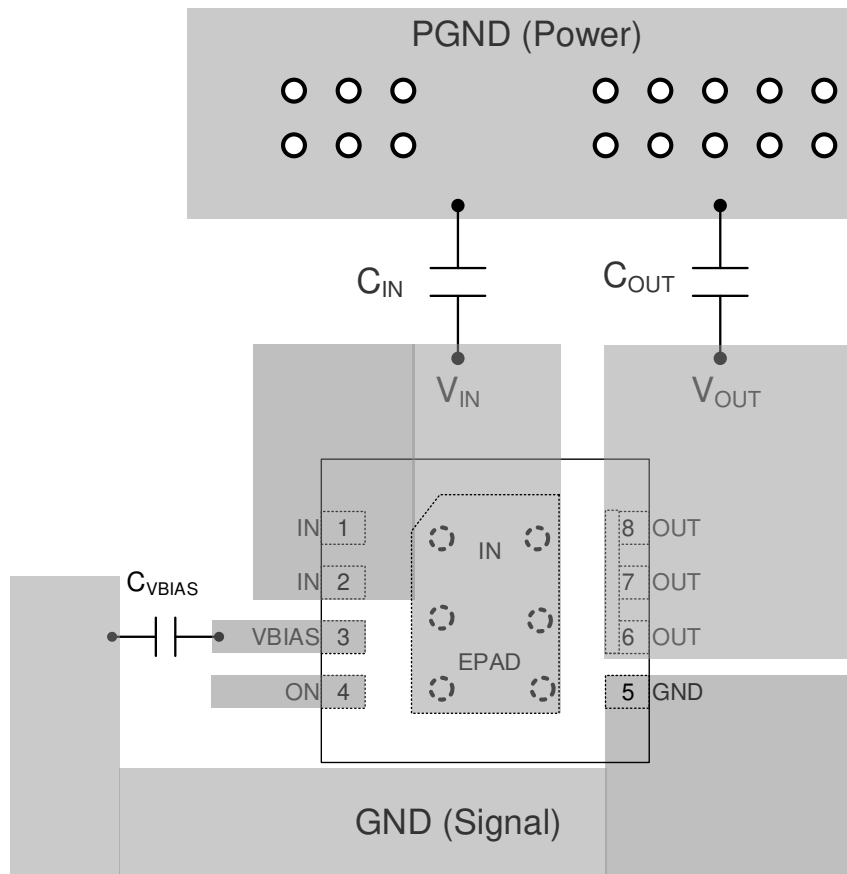 PGND (Power)
CIN
COUT
VIN
VOUT
IN 1
IN
8 OUT
IN 2
7 OUT
CVBIAS
VBIAS 3
6 OUT
EPAD
ON 4
5 GND
GND (Signal)